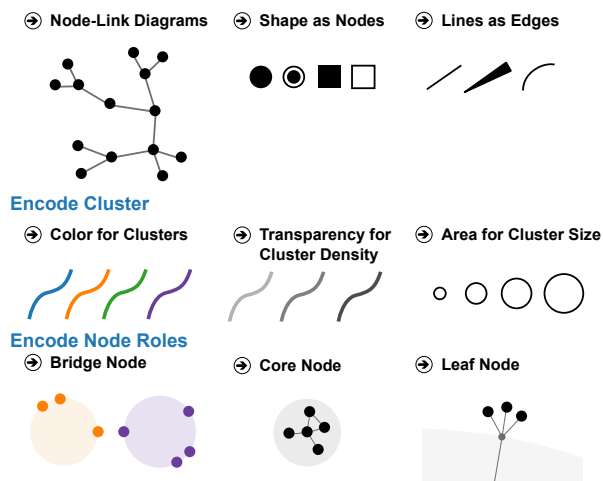 Node-Link Diagrams
Shape as Nodes
Lines as Edges
Encode Cluster
Color for Clusters
Transparency for
Cluster Density
Area for Cluster Size
Encode Node Roles
Bridge Node
Core Node
Leaf Node